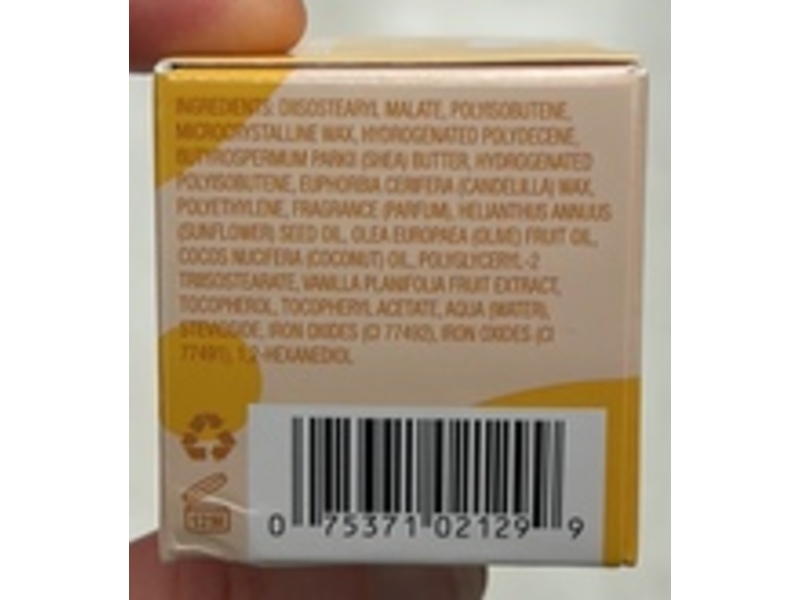 INGREDIENTS: DIISOSTEARYL MALATE, POLYISOBUTENE,
MICROCRYSTALLINE WAX, HYDROGENATED POLYDECENE,
BUTYROSPERMUM PARKII (SHEA) BUTTER, HYDROGENATED
POLYISOBUTENE, EUPHORBIA CERIFERA (CANDELILLA) WAX,
POLYETHYLENE, FRAGRANCE (PARFUM), HELIANTHUS ANNUUS
(SUNFLOWER) SEED OIL, OLEA EUROPAEA (OLIVE) FRUIT OIL,
COCOS NUCIFERA (COCONUT) OIL, POLYGLYCERYL-2
TRIISOSTEARATE, VANILLA PLANIFOLIA FRUIT EXTRACT,
TOCOPHEROL, TOCOPHERYL ACETATE, AQUA (WATER),
STEVIOSIDE, IRON OXIDES (CI 77492), IRON OXIDES (CI
77491), 1,2-HEXANEDIOL
12M
0 75371 02129 9